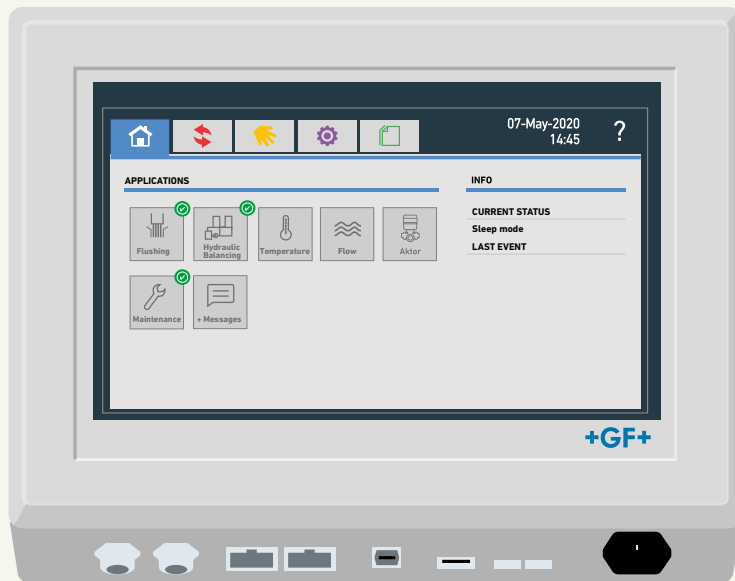 07-May-2020
14:45
?
APPLICATIONS
INFO
Flushing
Hydraulic
Balancing
Temperature
Flow
Aktor
CURRENT STATUS
Sleep mode
LAST EVENT
Maintenance
+ Messages
+GF+